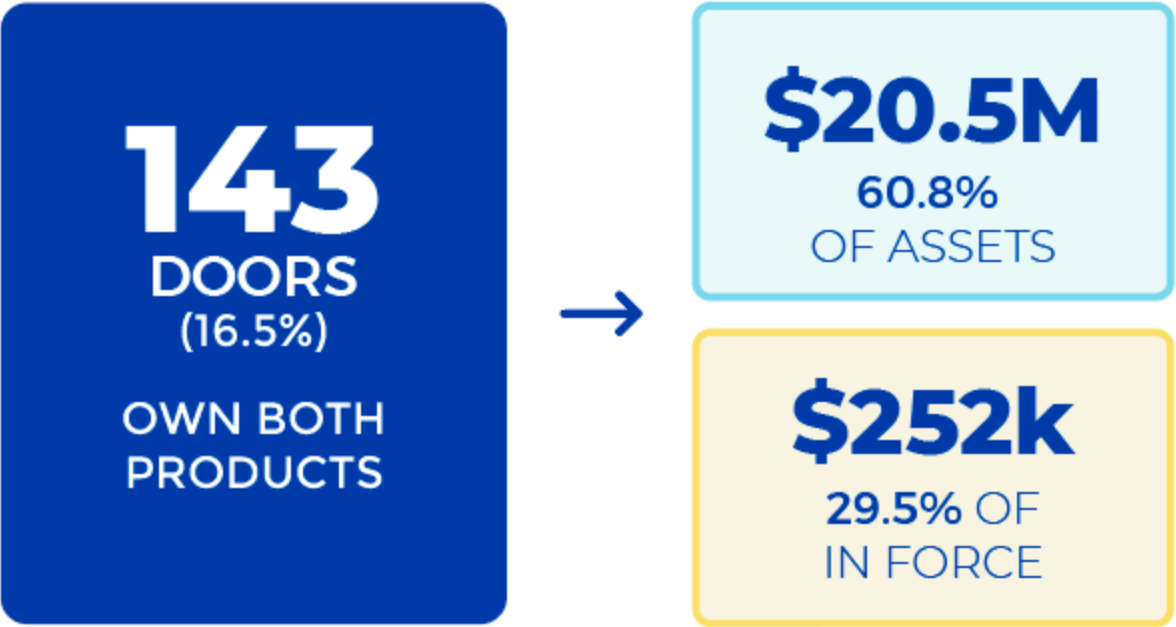 143
DOORS
(16.5%)
OWN BOTH
PRODUCTS
$20.5M
60.8%
OF ASSETS
$252k
29.5% OF
IN FORCE